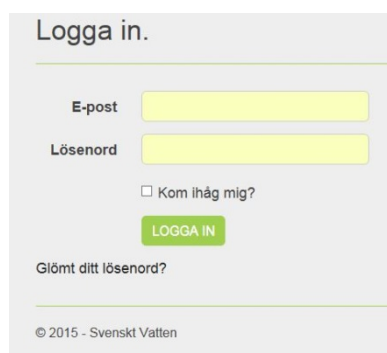 Logga in.
E-post
Lösenord
Kom ihåg mig?
LOGGA IN
Glömt ditt lösenord?
© 2015 - Svenskt Vatten